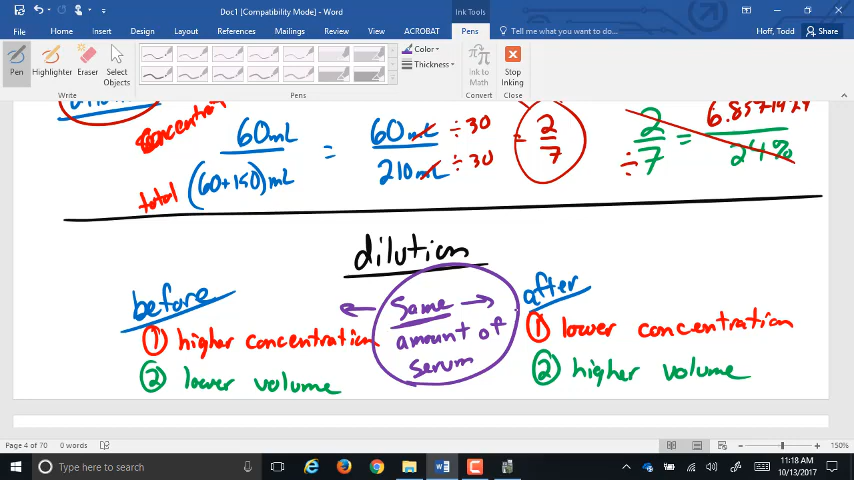 Doc1 [Compatibility Mode] - Word
Ink Tools
Hoff, Todd
File Home Insert Design Layout References Mailings Review View ACROBAT Pens Tell me what you want to do... Share
Pen Highlighter Eraser Select Objects
Color
Thickness
Ink to Math
Stop Inking
Write Pens Convert Close
concentration 60mL = 60mL ÷30 = 2 2 = 6.857142
(60+150)mL 210mL ÷30 7 ÷7 24%
total
dilution
before after
← Same →
① higher concentration amount of ① lower concentration
② lower volume serum ② higher volume
Page 4 of 70 0 words 150%
Type here to search
11:18 AM
10/13/2017